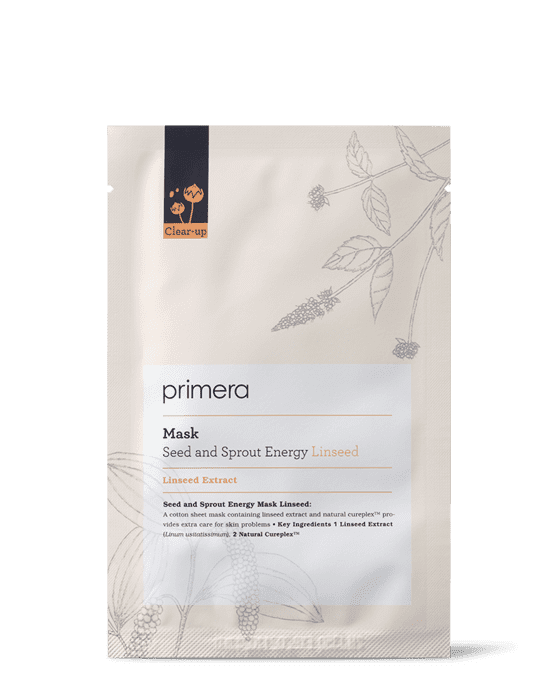 Clear-up
primera
Mask
Seed and Sprout Energy Linseed
Linseed Extract
Seed and Sprout Energy Mask Linseed:
A cotton sheet mask containing linseed extract and natural cureplex™ pro-
vides extra care for skin problems • Key Ingredients 1 Linseed Extract
(Linum usitatissimum), 2 Natural Cureplex™